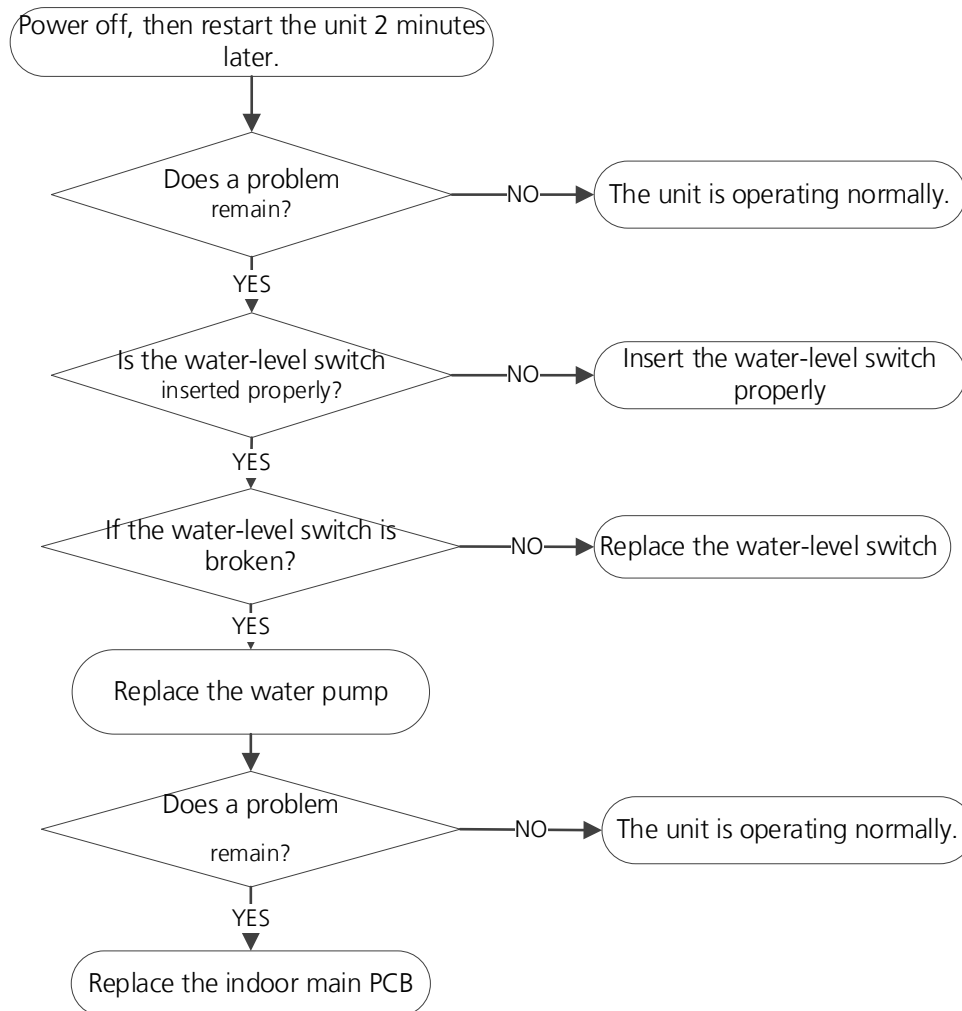 Power off, then restart the unit 2 minutes
later.
Does a problem
remain?
NO
The unit is operating normally.
YES
Is the water-level switch
inserted properly?
NO
Insert the water-level switch
properly
YES
If the water-level switch is
broken?
NO
Replace the water-level switch
YES
Replace the water pump
Does a problem
remain?
NO
The unit is operating normally.
YES
Replace the indoor main PCB